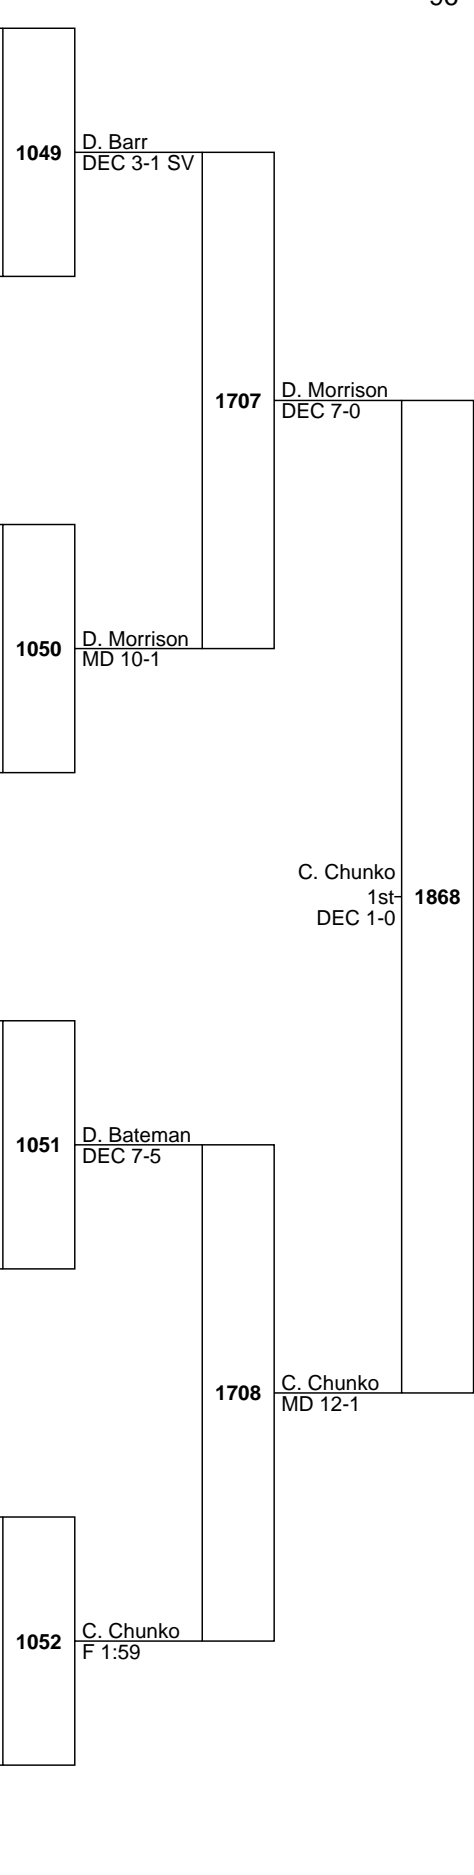 1049
D. Barr
DEC 3-1 SV
1707
D. Morrison
DEC 7-0
1050
D. Morrison
MD 10-1
C. Chunko
1st
DEC 1-0
1868
1051
D. Bateman
DEC 7-5
1708
C. Chunko
MD 12-1
1052
C. Chunko
F 1:59